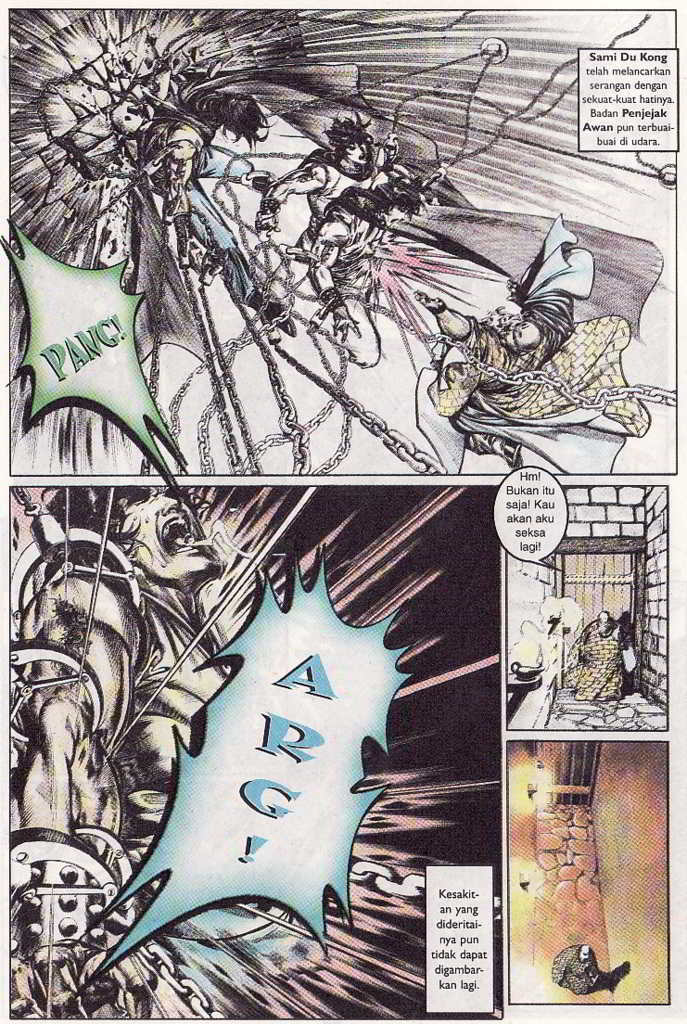 Sami Du Kong
telah melancarkan
serangan dengan
sekuat-kuat hatinya.
Badan Penjejak
Awan pun terbuai-
buai di udara.
PANG!
ARG!
Kesakit-
an yang
dideritai-
nya pun
tidak dapat
digambar-
kan lagi.
Hm!
Bukan itu
saja! Kau
akan aku
seksa
lagi!